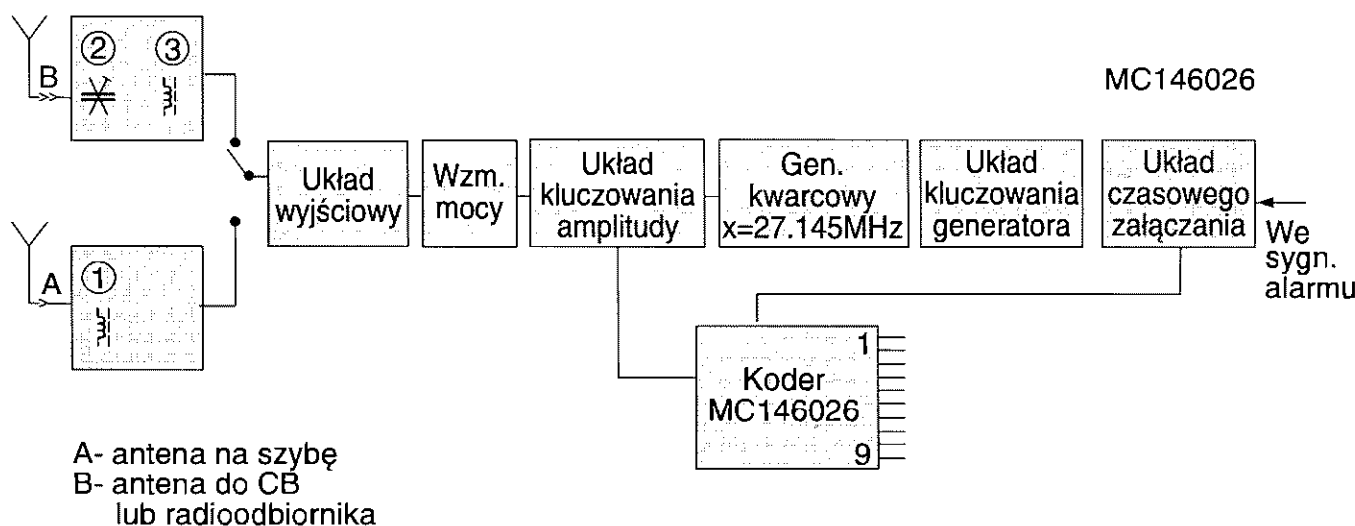 ② ③
B
MC146026
Układ
wyjściowy
Wzm.
mocy
Układ
kluczowania
amplitudy
Gen.
kwarcowy
x=27.145MHz
Układ
kluczowania
generatora
Układ
czasowego
załączania
We
sygn.
alarmu
A
①
1
Koder
MC146026
9
A- antena na szybę
B- antena do CB
lub radioodbiornika